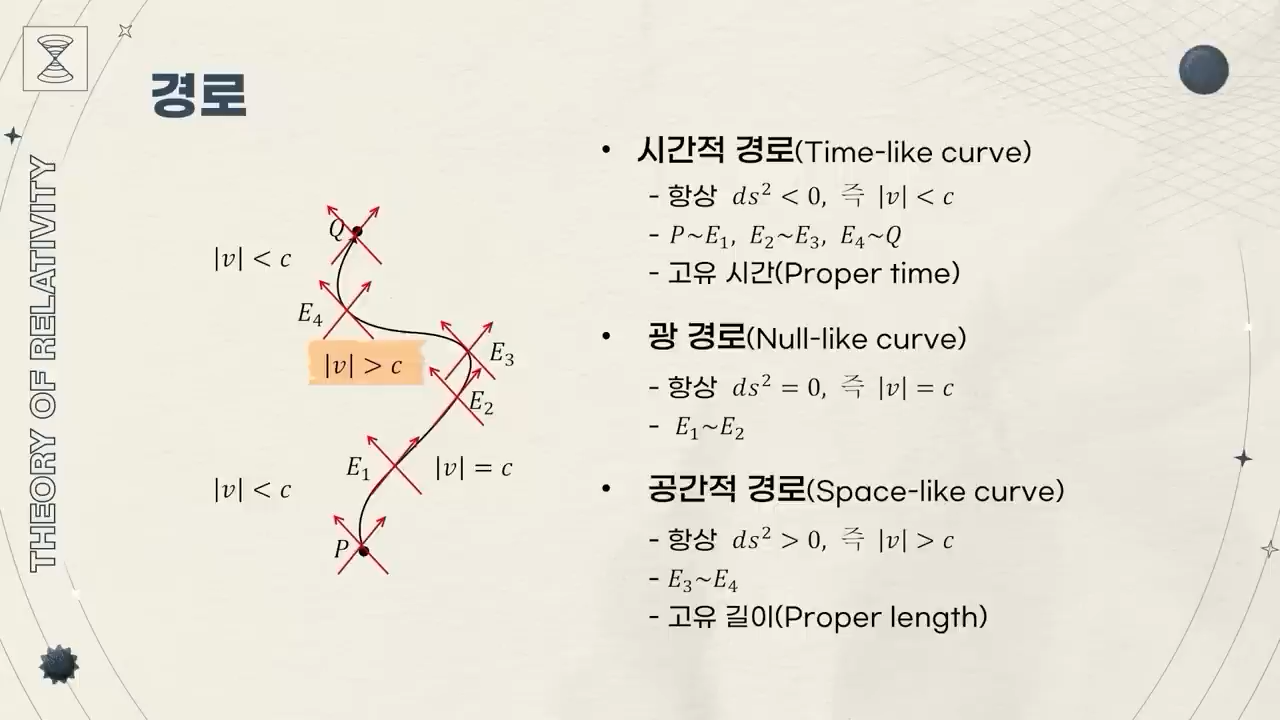 경로
THEORY OF RELATIVITY
Q
|v| < c
E₄
|v| > c
E₃
E₂
E₁
|v| = c
|v| < c
P
• 시간적 경로(Time-like curve)
- 항상 ds² < 0, 즉 |v| < c
- P~E₁, E₂~E₃, E₄~Q
- 고유 시간(Proper time)
• 광 경로(Null-like curve)
- 항상 ds² = 0, 즉 |v| = c
- E₁~E₂
• 공간적 경로(Space-like curve)
- 항상 ds² > 0, 즉 |v| > c
- E₃~E₄
- 고유 길이(Proper length)